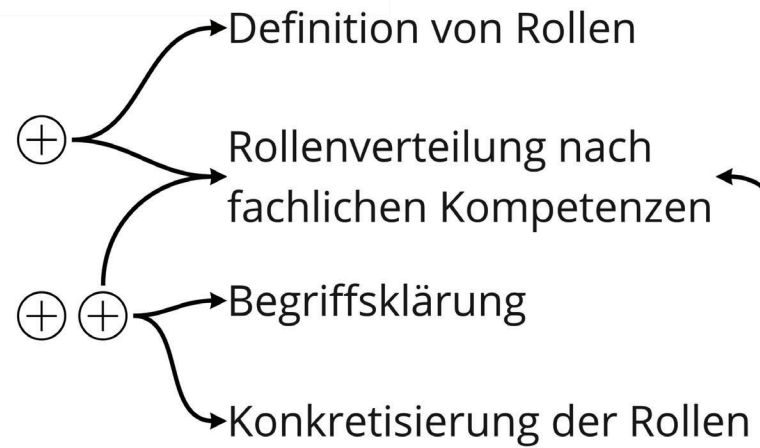 Definition von Rollen
Rollenverteilung nach
fachlichen Kompetenzen
Begriffsklärung
Konkretisierung der Rollen